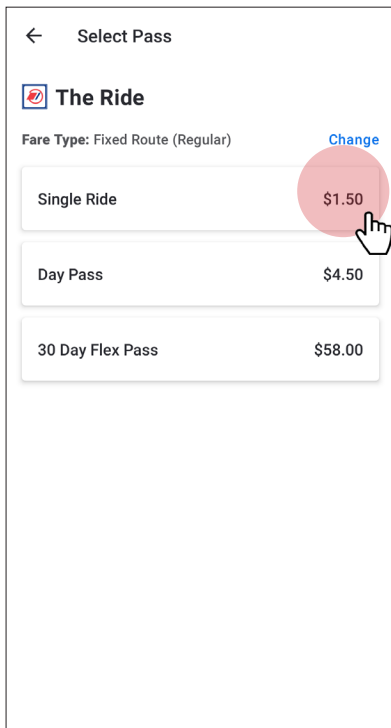 Select Pass
The Ride
Fare Type: Fixed Route (Regular) Change
Single Ride $1.50
Day Pass $4.50
30 Day Flex Pass $58.00